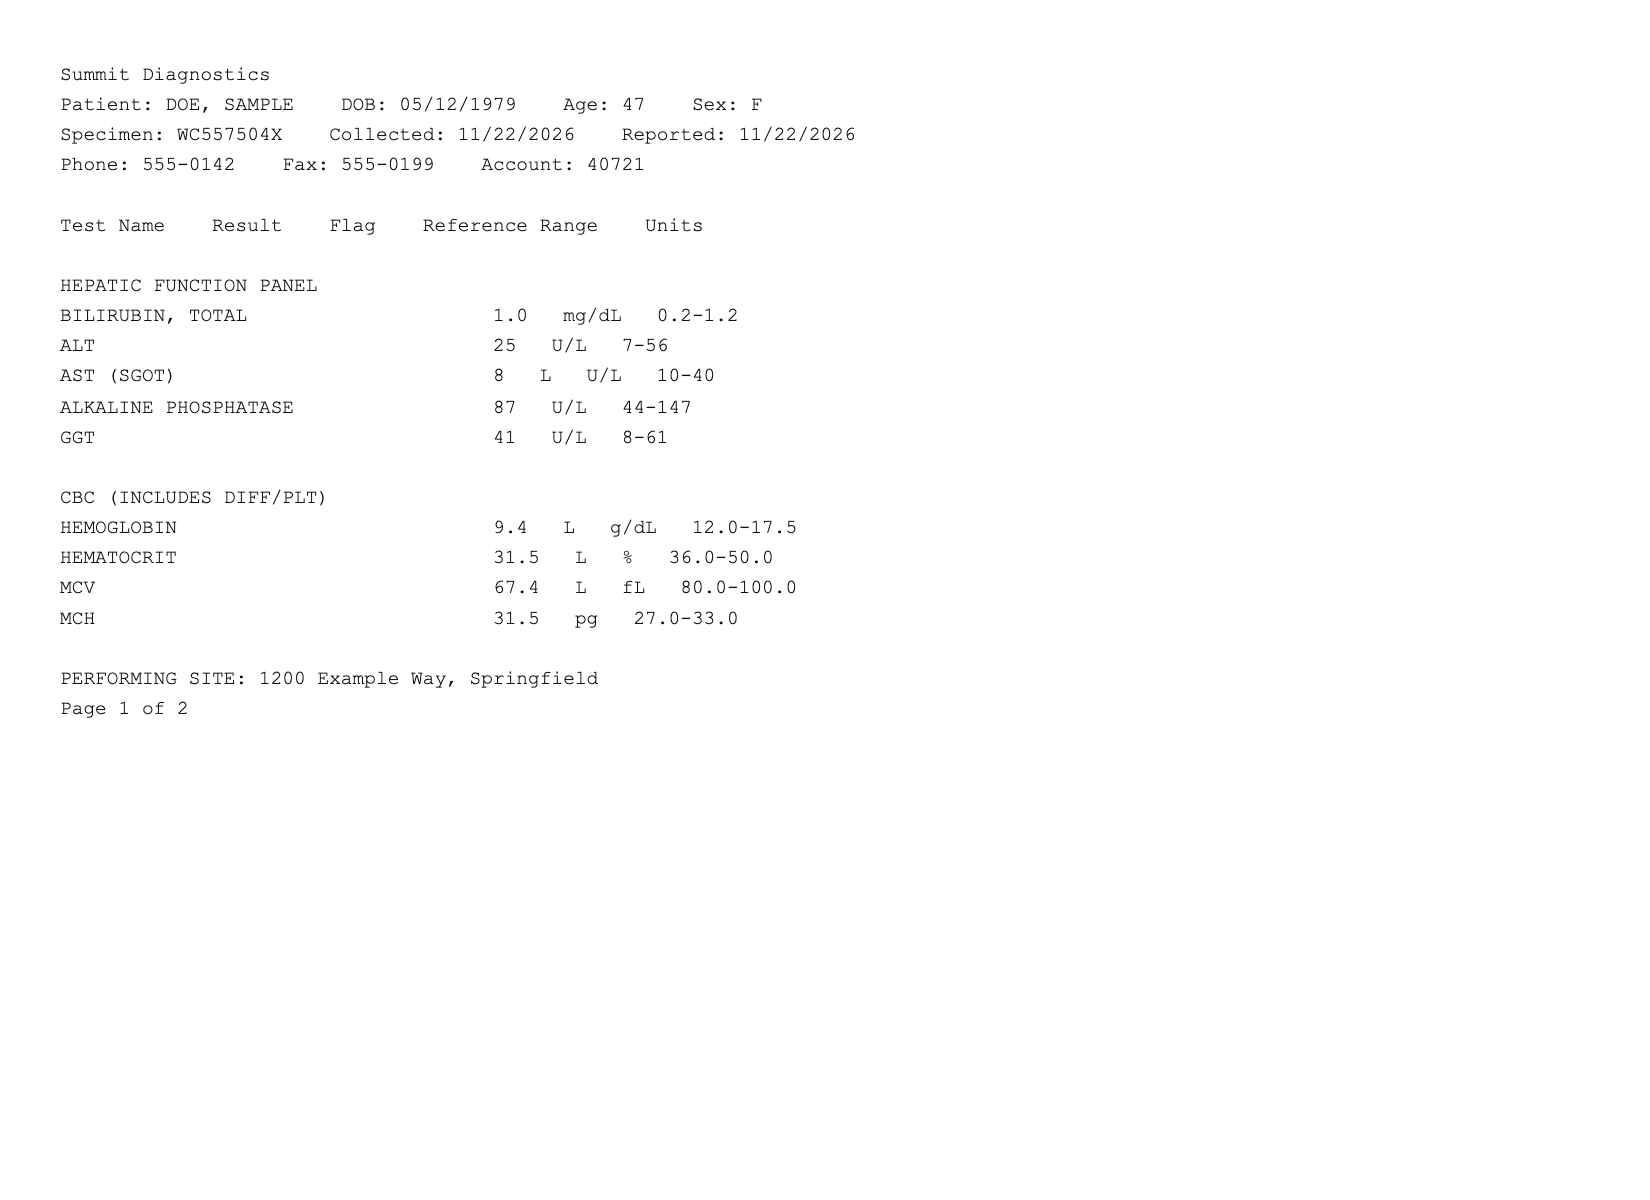 Summit Diagnostics
Patient: DOE, SAMPLE    DOB: 05/12/1979    Age: 47    Sex: F
Specimen: WC557504X    Collected: 11/22/2026    Reported: 11/22/2026
Phone: 555-0142    Fax: 555-0199    Account: 40721
Test Name    Result    Flag    Reference Range    Units
HEPATIC FUNCTION PANEL
BILIRUBIN, TOTAL    1.0   mg/dL   0.2-1.2
ALT    25   U/L   7-56
AST (SGOT)    8   L   U/L   10-40
ALKALINE PHOSPHATASE    87   U/L   44-147
GGT    41   U/L   8-61
CBC (INCLUDES DIFF/PLT)
HEMOGLOBIN    9.4   L   g/dL   12.0-17.5
HEMATOCRIT    31.5   L   %   36.0-50.0
MCV    67.4   L   fL   80.0-100.0
MCH    31.5   pg   27.0-33.0
PERFORMING SITE: 1200 Example Way, Springfield
Page 1 of 2